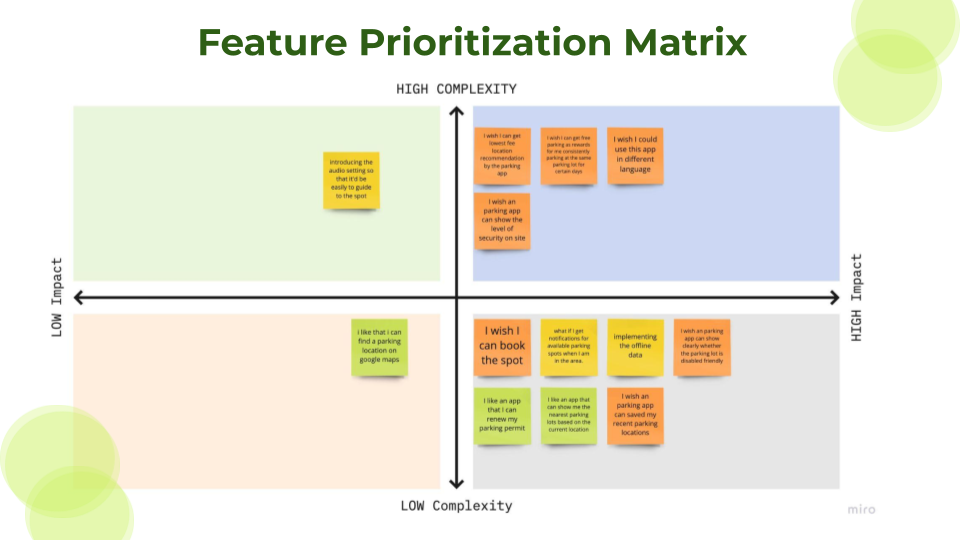 Feature Prioritization Matrix
HIGH COMPLEXITY
introducing the
audio setting so
that it'd be
easily to guide
to the spot
I wish I can get
lowest fee
location
recommendation
by the parking
app
I wish I can get free
parking as rewards
for me consistently
parking at the same
parking lot for
certain days
I wish I could
use this app
in different
language
I wish an
parking app
can show the
level of
security on site
LOW Impact
HIGH Impact
i like that i can
find a parking
location on
google maps
I wish I
can book
the spot
what if I get
notifications for
available parking
spots when I am
in the area.
implementing
the offline
data
I wish an parking
app can show
clearly whether
the parking lot is
disabled friendly
I like an app
that I can
renew my
parking permit
I like an app that
can show me the
nearest parking
lots based on the
current location
I wish an
parking app
can saved my
recent parking
locations
LOW Complexity
miro